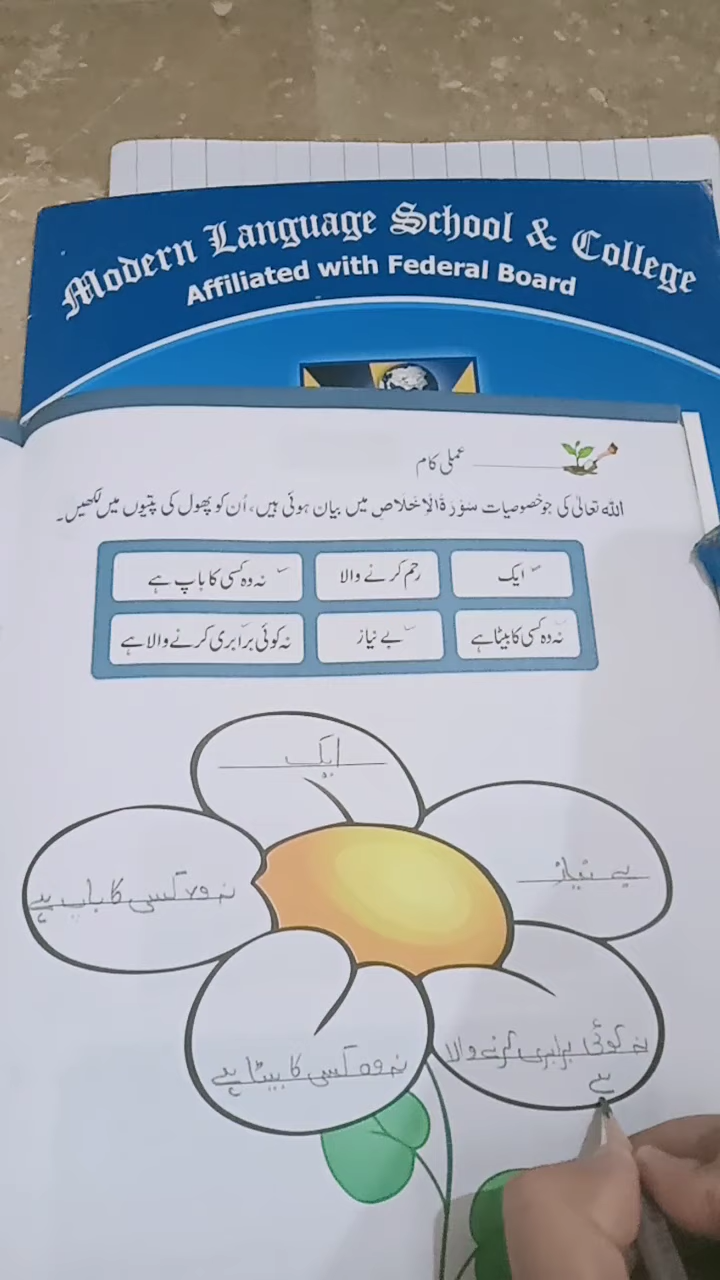 Modern Language School & College
Affiliated with Federal Board
عملی کام
اللہ تعالیٰ کی جو خصوصیات سُوْرَۃُ الْاِخْلَاصِ میں بیان ہوئی ہیں، اُن کو پھول کی پتیوں میں لکھیں۔
ایک
رحم کرنے والا
نہ وہ کسی کا باپ ہے
نہ وہ کسی کا بیٹا ہے
بے نیاز
نہ کوئی برابری کرنے والا ہے
ایک
بے نیاز
نہ وہ کسی کا باپ ہے
نہ کوئی برابری کرنے والا
ہے
نہ وہ کسی کا بیٹا ہے